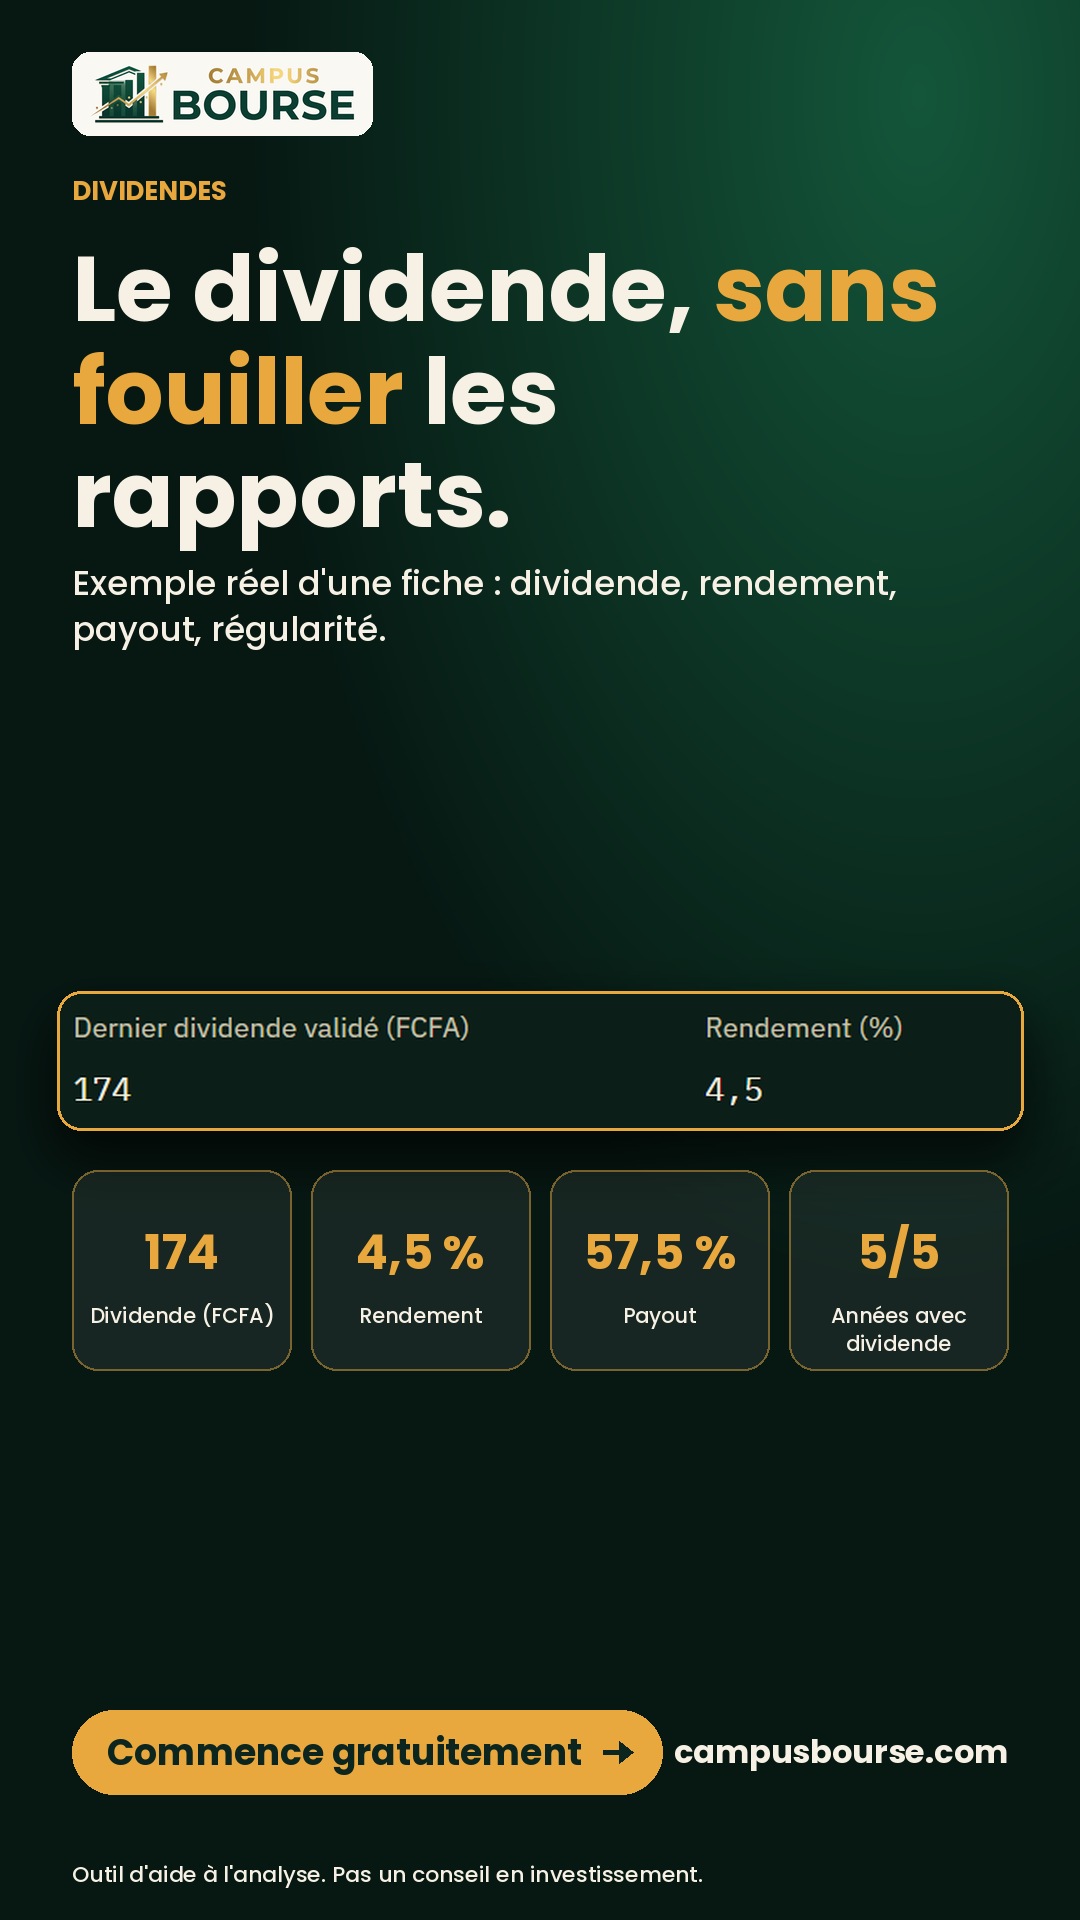 CAMPUS
BOURSE
DIVIDENDES
Le dividende, sans
fouiller les
rapports.
Exemple réel d'une fiche : dividende, rendement,
payout, régularité.
Dernier dividende validé (FCFA)
174
Rendement (%)
4,5
174
Dividende (FCFA)
4,5 %
Rendement
57,5 %
Payout
5/5
Années avec
dividende
Commence gratuitement →
campusbourse.com
Outil d'aide à l'analyse. Pas un conseil en investissement.